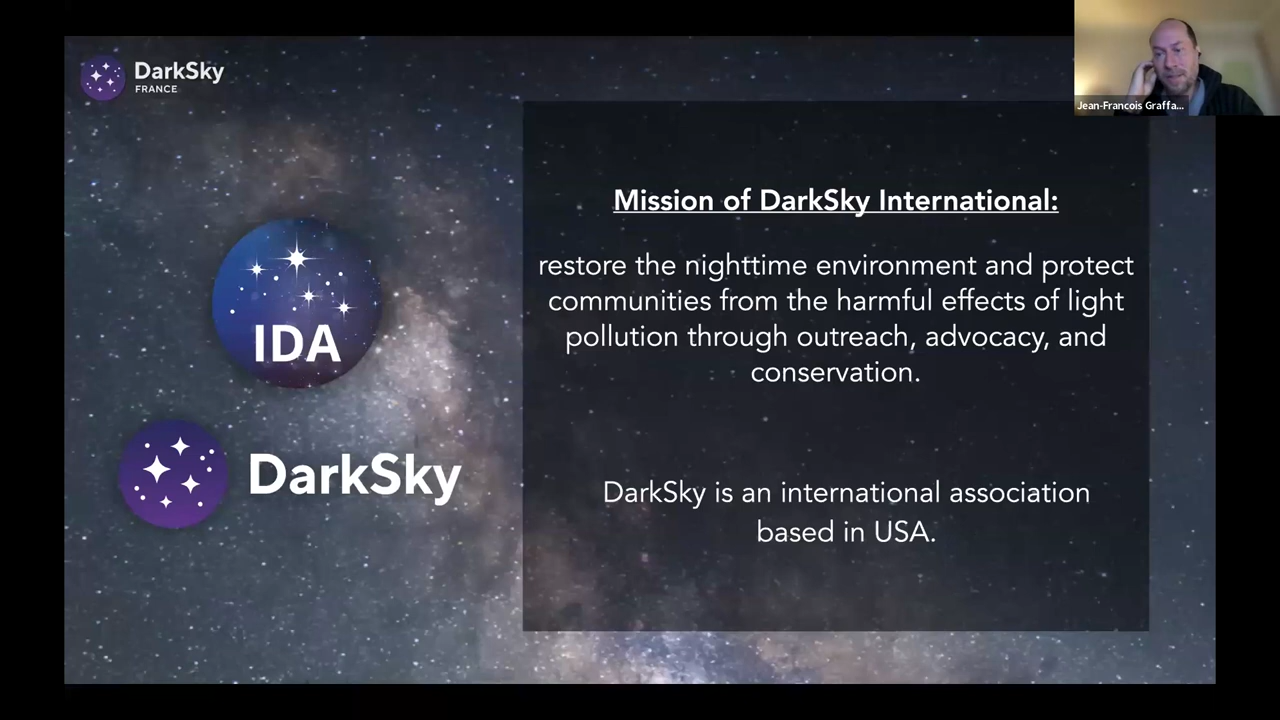 DarkSky
FRANCE
Jean-Francois Graffa...
Mission of DarkSky International:
restore the nighttime environment and protect
communities from the harmful effects of light
pollution through outreach, advocacy, and
conservation.
IDA
DarkSky
DarkSky is an international association
based in USA.